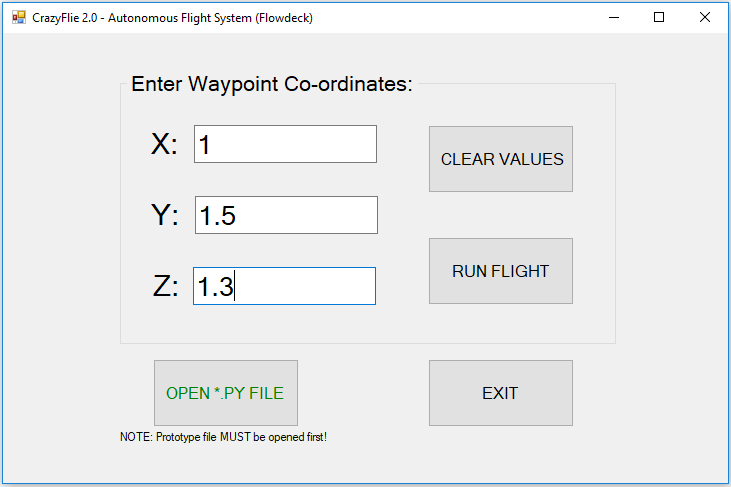 CrazyFlie 2.0 - Autonomous Flight System (Flowdeck)
Enter Waypoint Co-ordinates:
X: 1
CLEAR VALUES
Y: 1.5
RUN FLIGHT
Z: 1.3
OPEN *.PY FILE
EXIT
NOTE: Prototype file MUST be opened first!